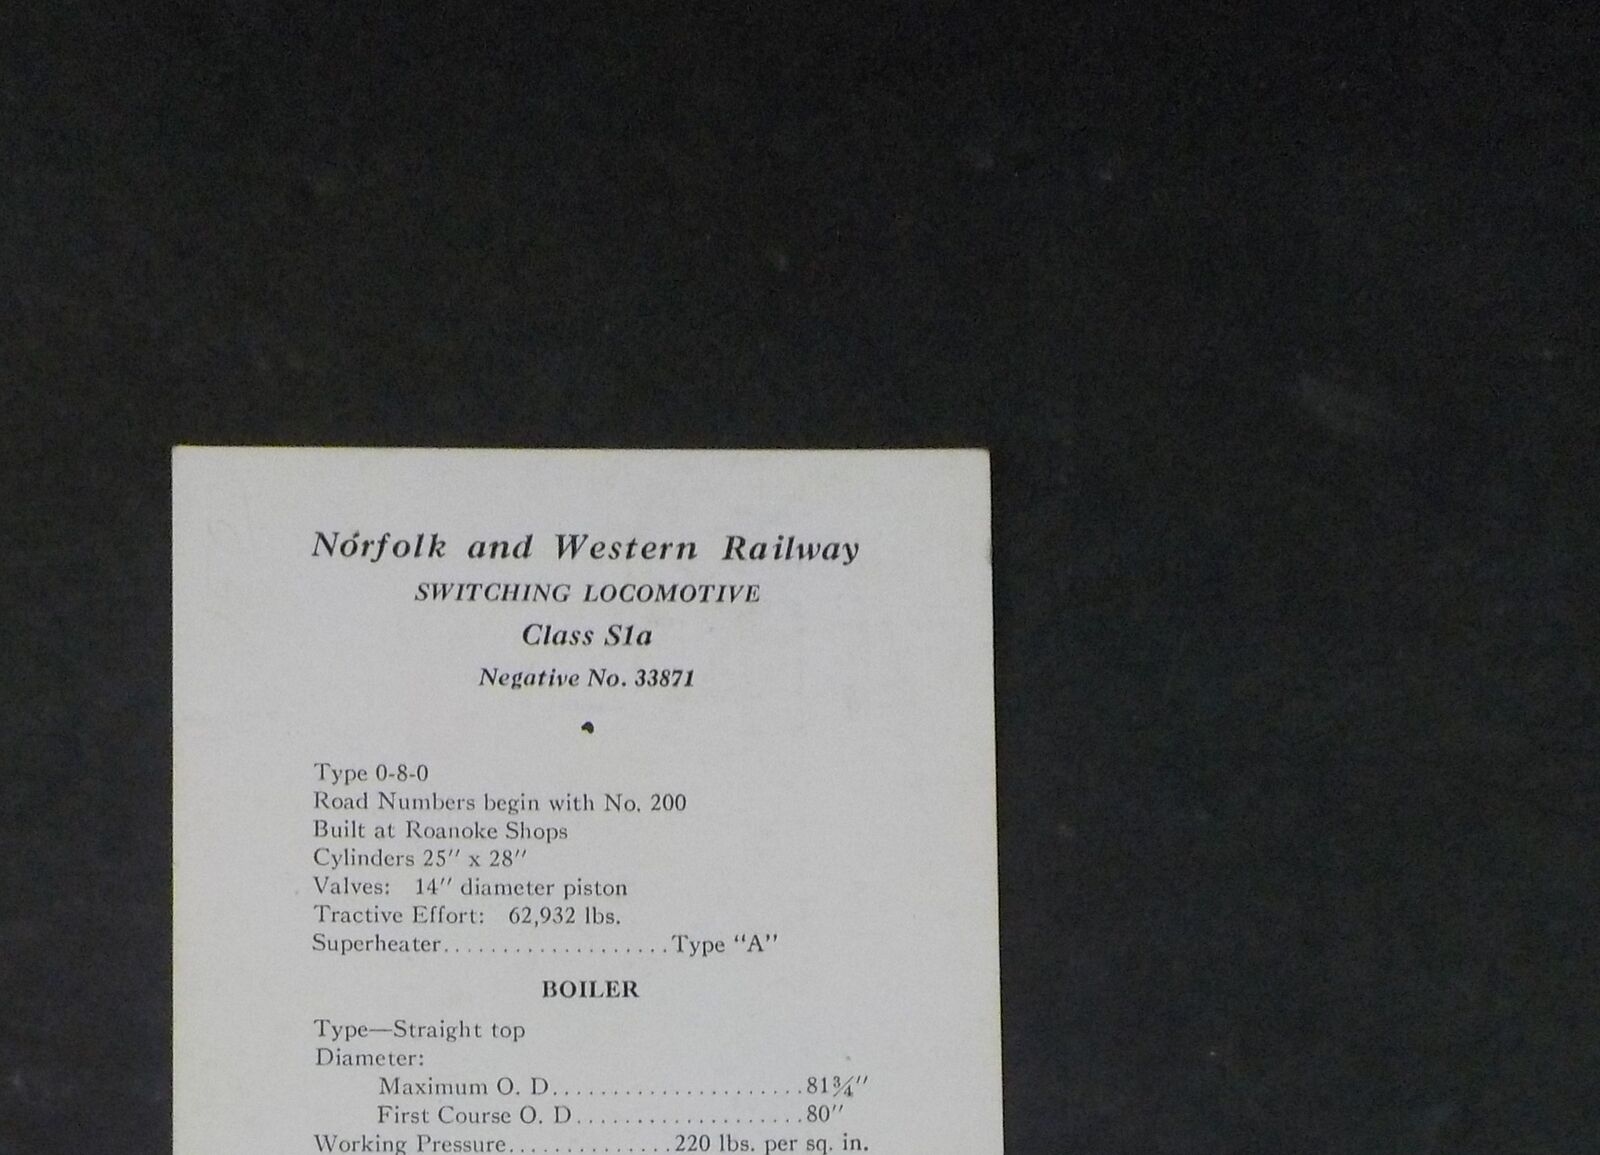 Norfolk and Western Railway
SWITCHING LOCOMOTIVE
Class S1a
Negative No. 33871
Type 0-8-0
Road Numbers begin with No. 200
Built at Roanoke Shops
Cylinders 25″ x 28″
Valves: 14″ diameter piston
Tractive Effort: 62,932 lbs.
Superheater...................Type “A”
BOILER
Type—Straight top
Diameter:
Maximum O. D.....................81¾″
First Course O. D...................80″
Working Pressure..............220 lbs. per sq. in.